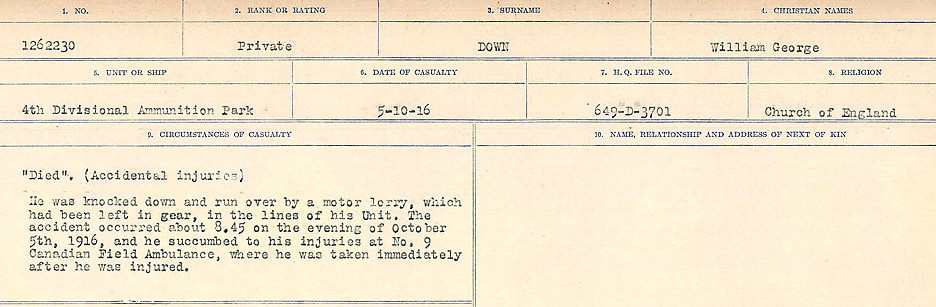 1. NO. 2. RANK OR RATING 3. SURNAME 4. CHRISTIAN NAMES
1262230 Private DOWN William George
5. UNIT OR SHIP 6. DATE OF CASUALTY 7. H.Q. FILE NO. 8. RELIGION
4th Divisional Ammunition Park 5-10-16 649-D-3701 Church of England
9. CIRCUMSTANCES OF CASUALTY 10. NAME, RELATIONSHIP AND ADDRESS OF NEXT OF KIN
"Died". (Accidental injuries)
He was knocked down and run over by a motor lorry, which
had been left in gear, in the lines of his Unit. The
accident occurred about 8.45 on the evening of October
5th, 1916, and he succumbed to his injuries at No. 9
Canadian Field Ambulance, where he was taken immediately
after he was injured.